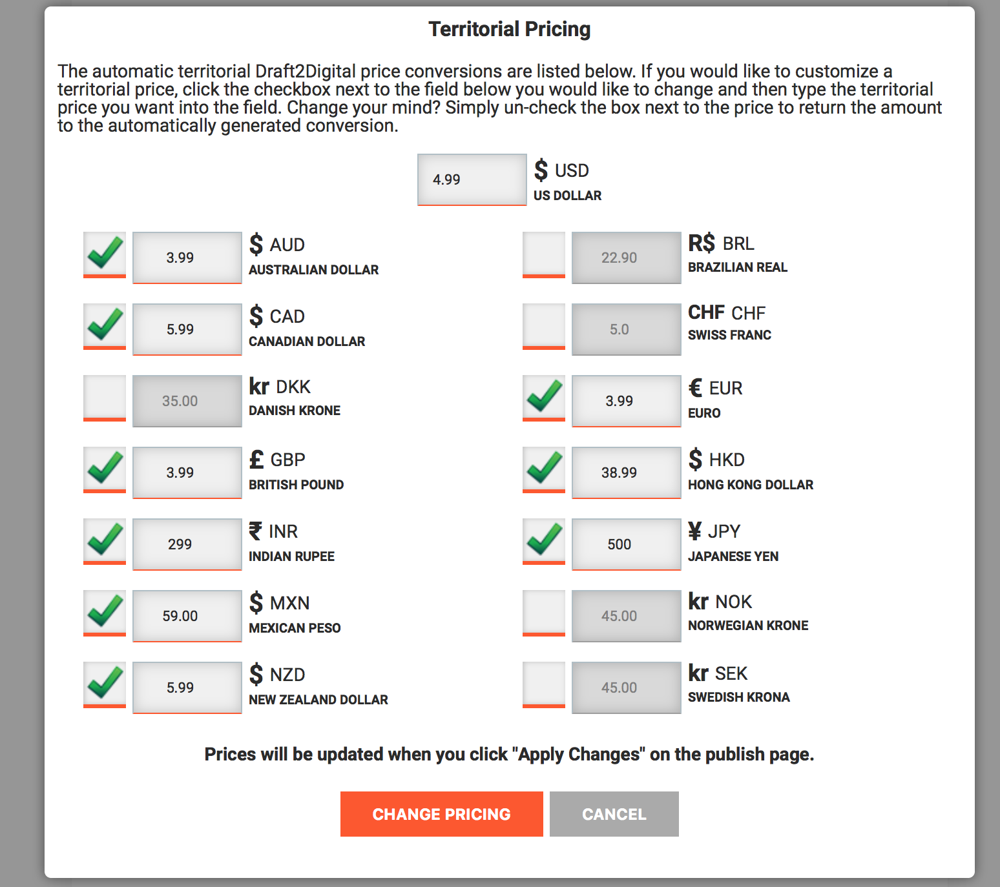 Territorial Pricing
The automatic territorial Draft2Digital price conversions are listed below. If you would like to customize a
territorial price, click the checkbox next to the field below you would like to change and then type the territorial
price you want into the field. Change your mind? Simply un-check the box next to the price to return the amount
to the automatically generated conversion.
4.99 $ USD
US DOLLAR
3.99 $ AUD
AUSTRALIAN DOLLAR
22.90 R$ BRL
BRAZILIAN REAL
5.99 $ CAD
CANADIAN DOLLAR
5.0 CHF CHF
SWISS FRANC
35.00 kr DKK
DANISH KRONE
3.99 € EUR
EURO
3.99 £ GBP
BRITISH POUND
38.99 $ HKD
HONG KONG DOLLAR
299 ₹ INR
INDIAN RUPEE
500 ¥ JPY
JAPANESE YEN
59.00 $ MXN
MEXICAN PESO
45.00 kr NOK
NORWEGIAN KRONE
5.99 $ NZD
NEW ZEALAND DOLLAR
45.00 kr SEK
SWEDISH KRONA
Prices will be updated when you click "Apply Changes" on the publish page.
CHANGE PRICING
CANCEL